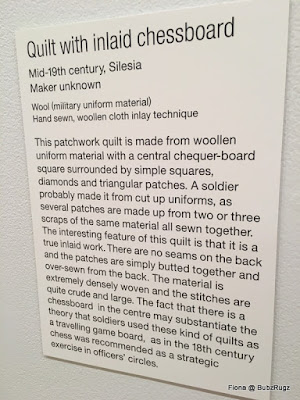 Quilt with inlaid chessboard
Mid-19th century, Silesia
Maker unknown
Wool (military uniform material)
Hand sewn, woollen cloth inlay technique
This patchwork quilt is made from woollen
uniform material with a central chequer-board
square surrounded by simple squares,
diamonds and triangular patches. A soldier
probably made it from cut up uniforms, as
several patches are made up from two or three
scraps of the same material all sewn together.
The interesting feature of this quilt is that it is a
true inlaid work. There are no seams on the back
and the patches are simply butted together and
over-sewn from the back. The material is
extremely densely woven and the stitches are
quite crude and large. The fact that there is a
chessboard in the centre may substantiate the
theory that soldiers used these kind of quilts as
a travelling game board, as in the 18th century
chess was recommended as a strategic
exercise in officers' circles.
Fiona @ BubzRugz